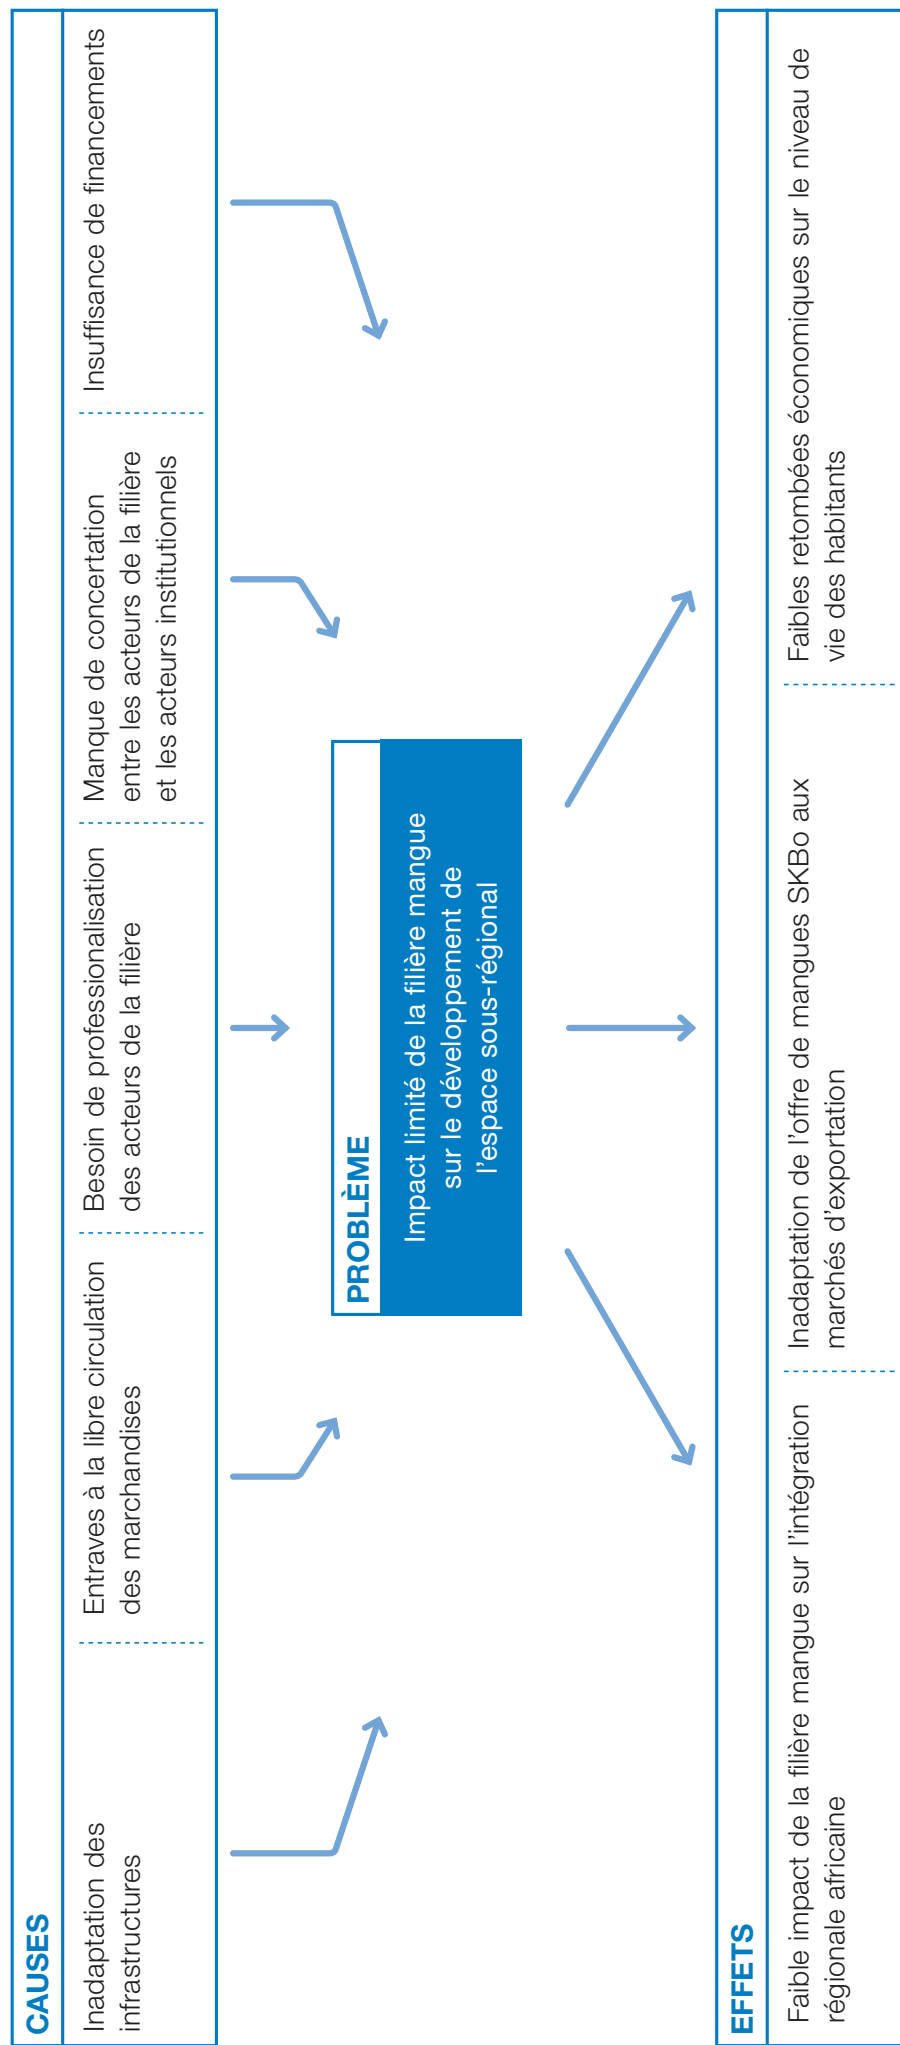 CAUSES
Inadaptation des
infrastructures
Entraves à la libre circulation
des marchandises
Besoin de professionalisation
des acteurs de la filière
Manque de concertation
entre les acteurs de la filière
et les acteurs institutionnels
Insuffisance de financements
PROBLÈME
Impact limité de la filière mangue
sur le développement de
l'espace sous-régional
EFFETS
Faible impact de la filière mangue sur l'intégration
régionale africaine
Inadaptation de l'offre de mangues SKBo aux
marchés d'exportation
Faibles retombées économiques sur le niveau de
vie des habitants